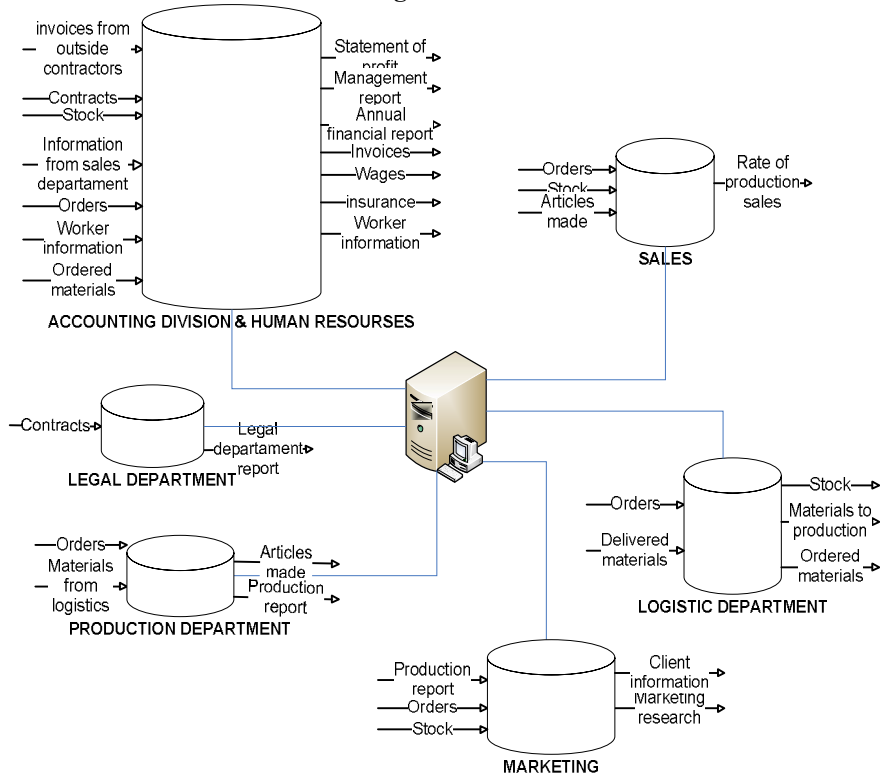 invoices from
outside
contractors
Contracts
Stock
Information
from sales
departament
Orders
Worker
information
Ordered
materials
Statement of
profit
Management
report
Annual
financial report
Invoices
Wages
insurance
Worker
information
ACCOUNTING DIVISION & HUMAN RESOURSES
Orders
Stock
Articles
made
Rate of
production
sales
SALES
Contracts
Legal
departament
report
LEGAL DEPARTMENT
Orders
Materials
from
logistics
Articles
made
Production
report
PRODUCTION DEPARTMENT
Orders
Delivered
materials
Stock
Materials to
production
Ordered
materials
LOGISTIC DEPARTMENT
Production
report
Orders
Stock
Client
information
Marketing
research
MARKETING